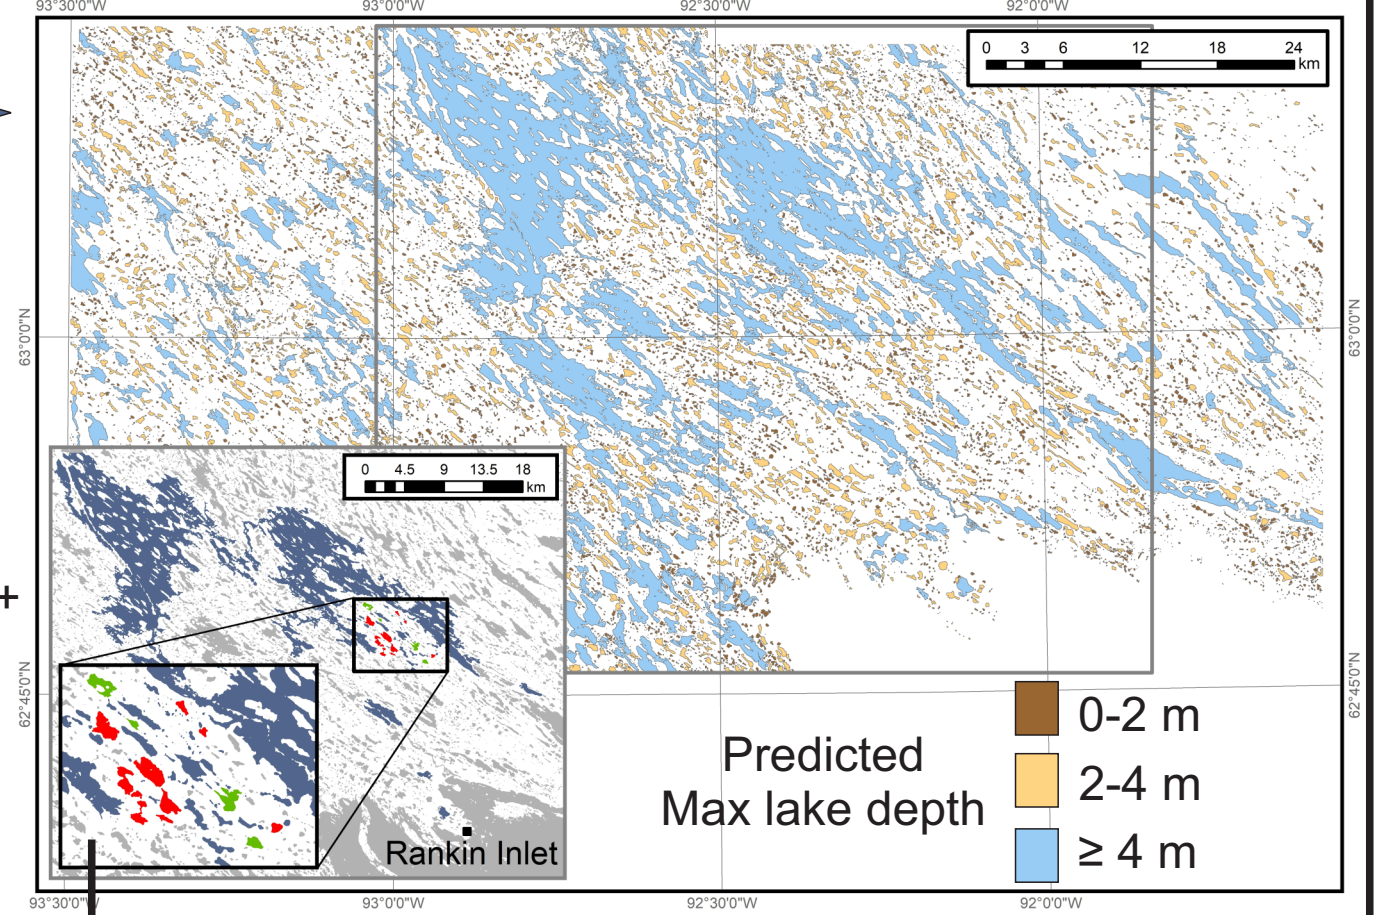 93°30'0"W 93°0'0"W 92°30'0"W 92°0'0"W
0 3 6 12 18 24
km
63°0'0"N 63°0'0"N
0 4.5 9 13.5 18
km
+
62°45'0"N 62°45'0"N
Predicted
Max lake depth
0-2 m
2-4 m
≥ 4 m
Rankin Inlet
93°30'0"W 93°0'0"W 92°30'0"W 92°0'0"W